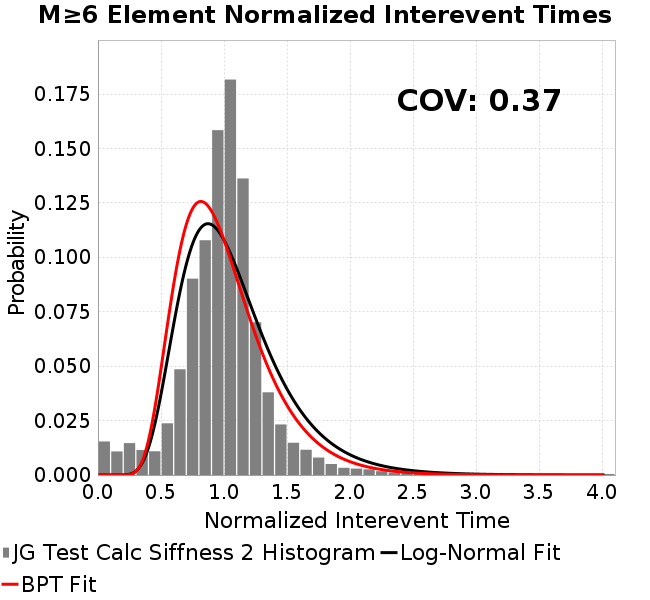 M≥6 Element Normalized Interevent Times
COV: 0.37
Probability
0.175
0.150
0.125
0.100
0.075
0.050
0.025
0.000
0.0 0.5 1.0 1.5 2.0 2.5 3.0 3.5 4.0
Normalized Interevent Time
JG Test Calc Siffness 2 Histogram Log-Normal Fit
BPT Fit